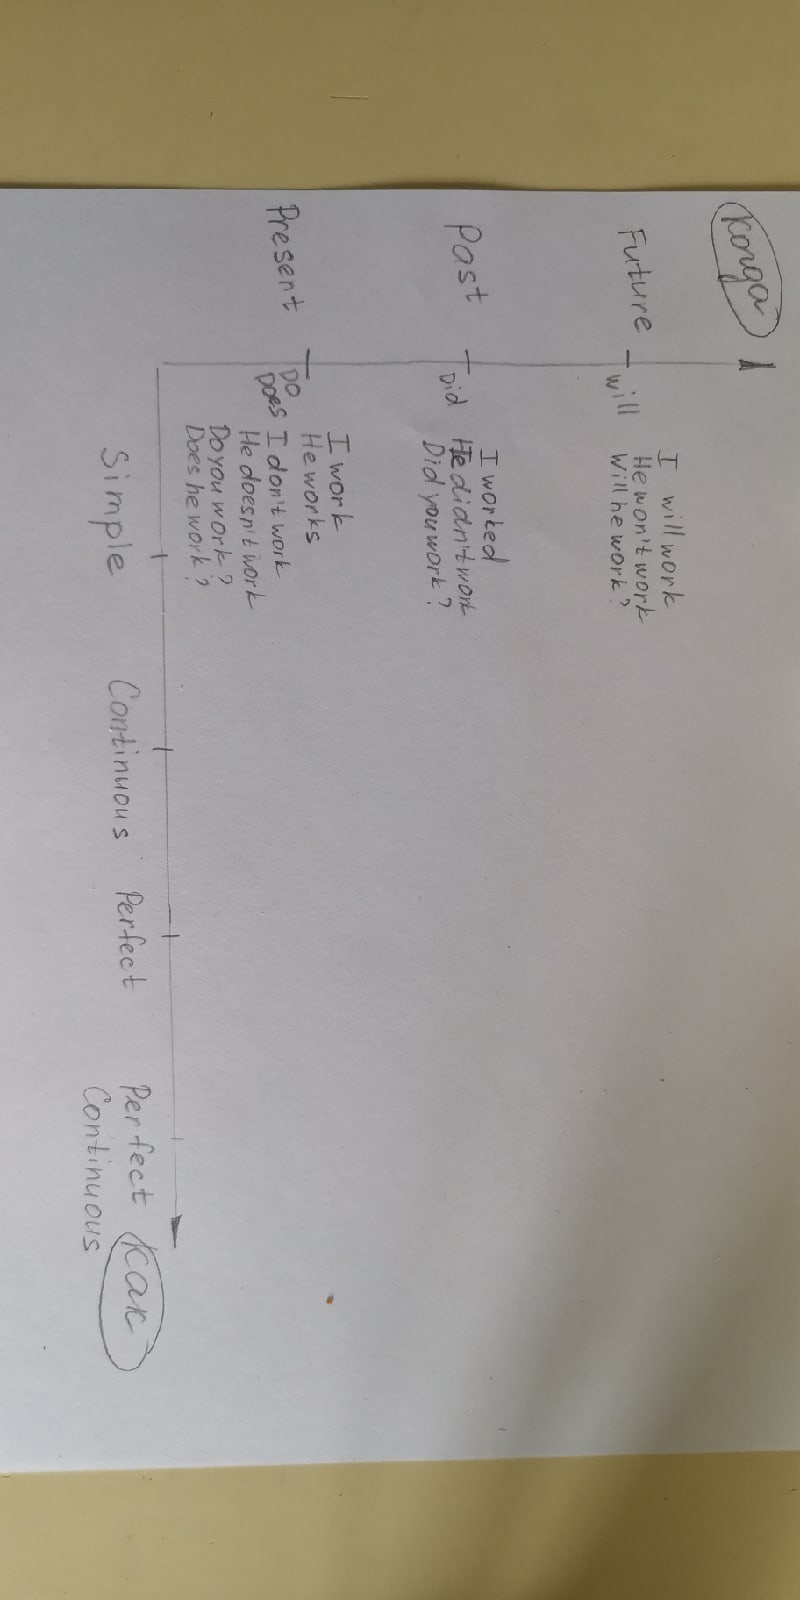 Когда
Future
will
I will work
He won't work
Will he work?
Past
Did
I worked
He didn't work
Did you work?
Present
DO
DOES
I work
He works
I don't work
He doesn't work
Do you work?
Does he work?
Simple
Continuous
Perfect
Perfect
Continuous
Как